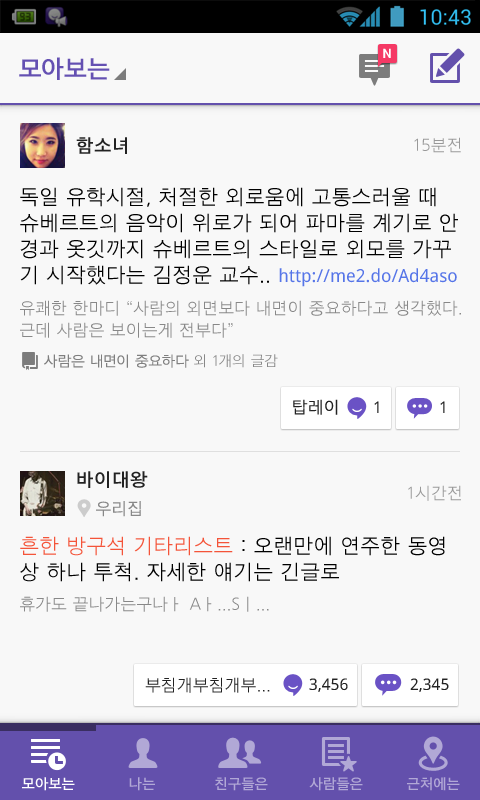 93
10:43
모아보는
N
함소녀
15분전
독일 유학시절, 처절한 외로움에 고통스러울 때
슈베르트의 음악이 위로가 되어 파마를 계기로 안
경과 옷깃까지 슈베르트의 스타일로 외모를 가꾸
기 시작했다는 김정운 교수.. http://me2.do/Ad4aso
유쾌한 한마디 “사람의 외면보다 내면이 중요하다고 생각했다.
근데 사람은 보이는게 전부다”
사람은 내면이 중요하다 외 1개의 글감
탑레이 1
1
바이대왕
1시간전
우리집
흔한 방구석 기타리스트 : 오랜만에 연주한 동영
상 하나 투척. 자세한 얘기는 긴글로
휴가도 끝나가는구나ㅏ Aㅏ...Sㅣ...
부침개부침개부... 3,456
2,345
모아보는
나는
친구들은
사람들은
근처에는